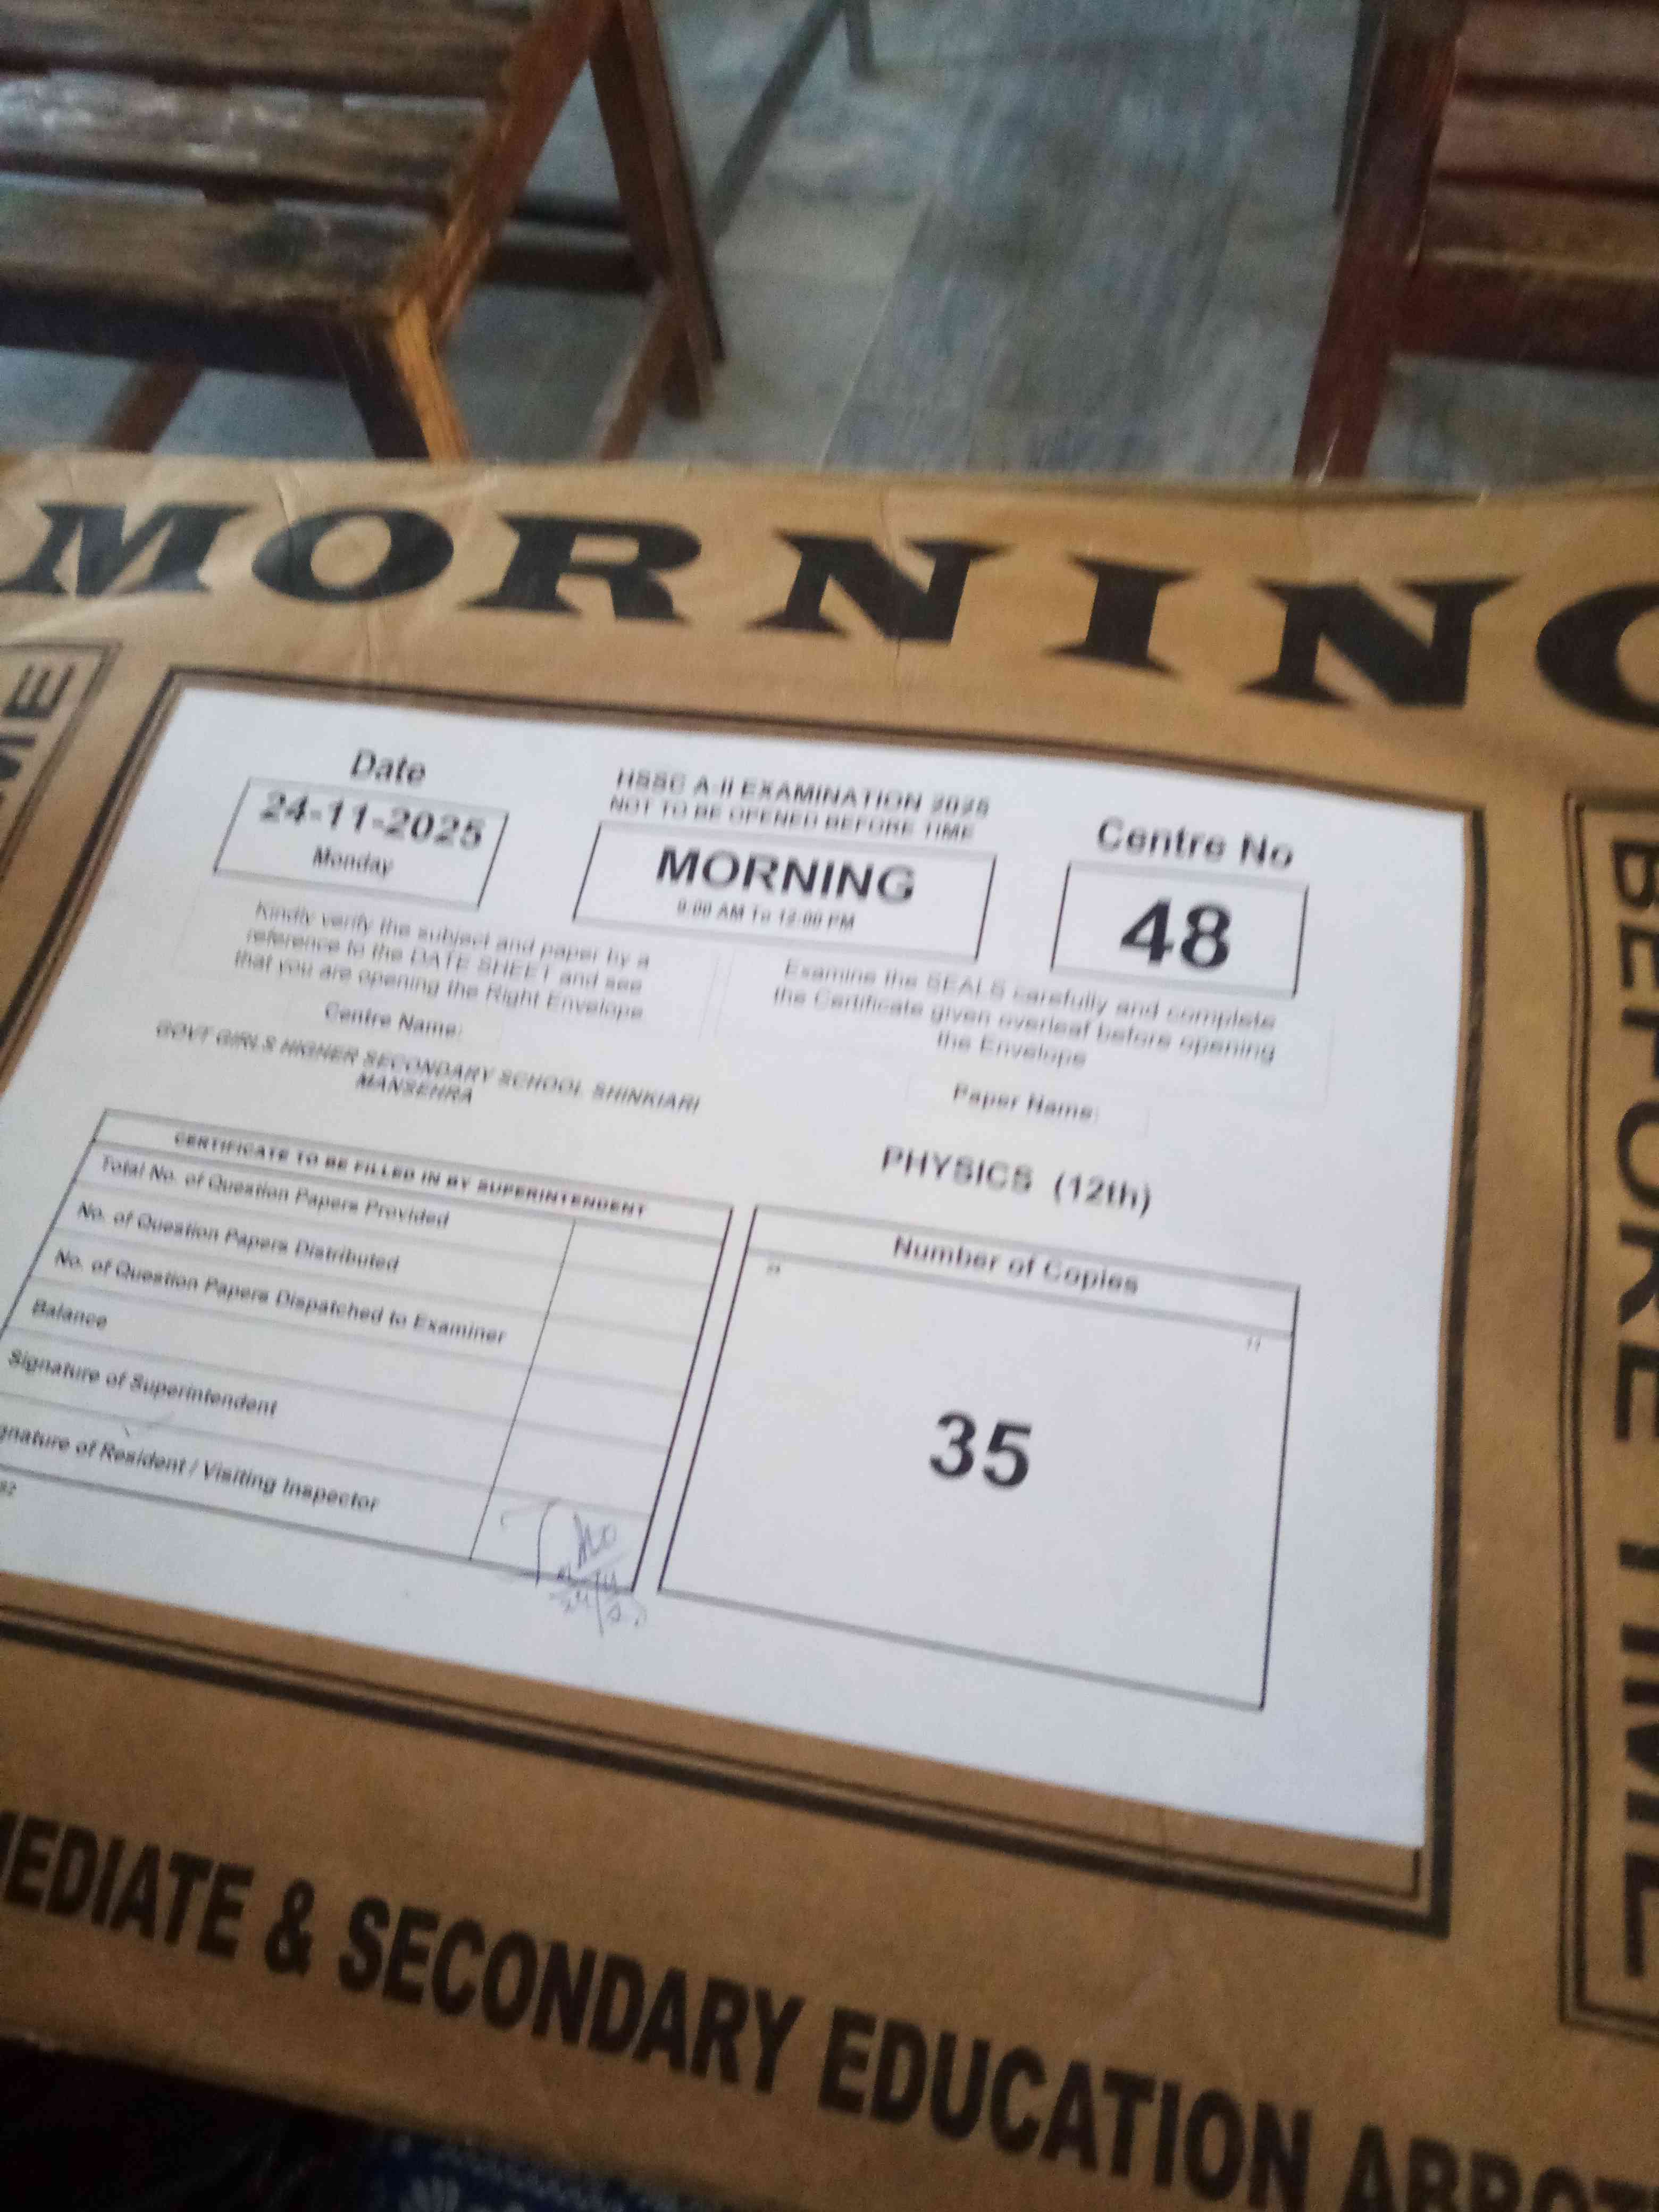 MORNING
Date
24-11-2025
Monday
HSSC A-II EXAMINATION 2025
NOT TO BE OPENED BEFORE TIME
MORNING
9:00 AM To 12:00 PM
Centre No
48
Kindly verify the subject and paper by a
reference to the DATE SHEET and see
that you are opening the Right Envelope
Examine the SEALS carefully and complete
the Certificate given overleaf before opening
the Envelope
Centre Name:
GOVT GIRLS HIGHER SECONDARY SCHOOL SHINKIARI
MANSEHRA
Paper Name:
PHYSICS (12th)
CERTIFICATE TO BE FILLED IN BY SUPERINTENDENT
Total No. of Question Papers Provided
No. of Question Papers Distributed
No. of Question Papers Dispatched to Examiner
Balance
Signature of Superintendent
gnature of Resident / Visiting Inspector
Number of Copies
35
BEFORE TIME
MEDIATE & SECONDARY EDUCATION ABBOT